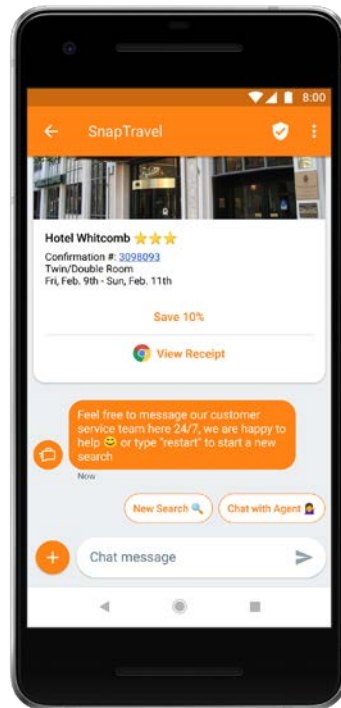 8:00
SnapTravel
Hotel Whitcomb ⭐⭐⭐
Confirmation #: 3098093
Twin/Double Room
Fri, Feb. 9th - Sun, Feb. 11th
Save 10%
View Receipt
Feel free to message our customer
service team here 24/7, we are happy to
help 😄 or type "restart" to start a new
search
Now
New Search 🔍
Chat with Agent 💁‍♀️
Chat message